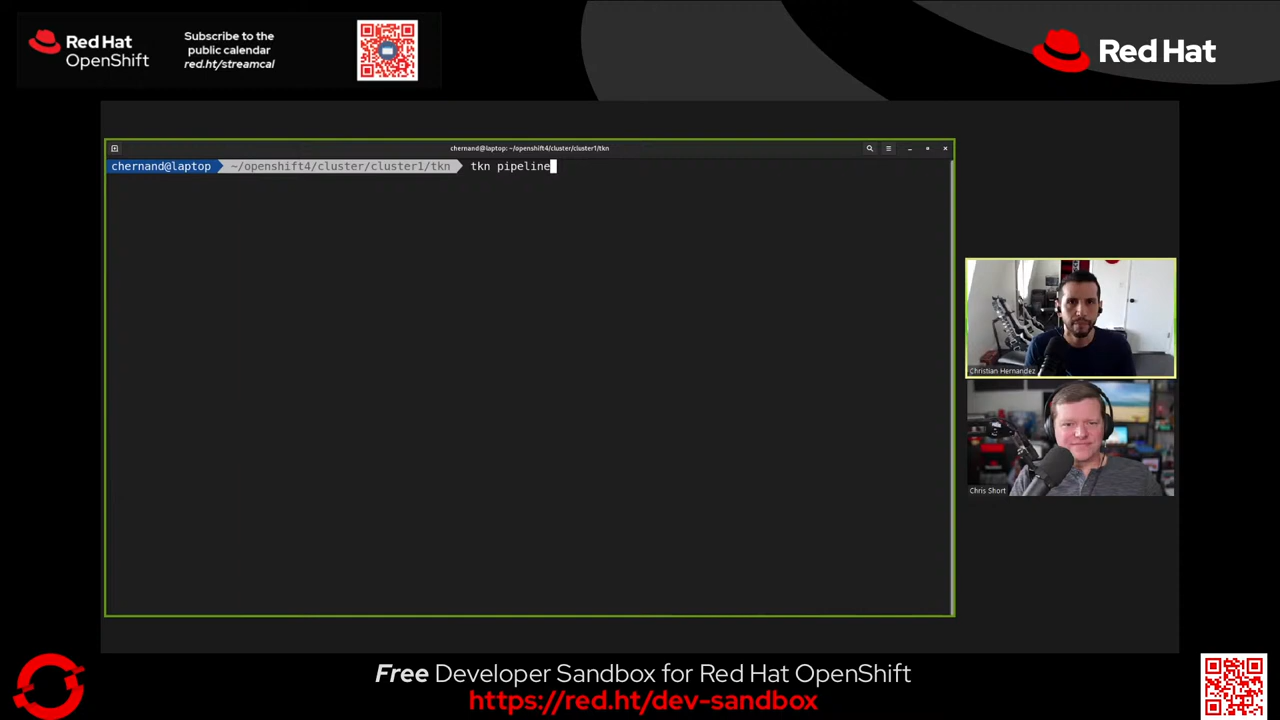 Red Hat
OpenShift
Subscribe to the
public calendar
red.ht/streamcal
Red Hat
chernand@laptop: ~/openshift4/cluster/cluster1/tkn
chernand@laptop ~/openshift4/cluster/cluster1/tkn tkn pipeline
Christian Hernandez
Chris Short
Free Developer Sandbox for Red Hat OpenShift
https://red.ht/dev-sandbox